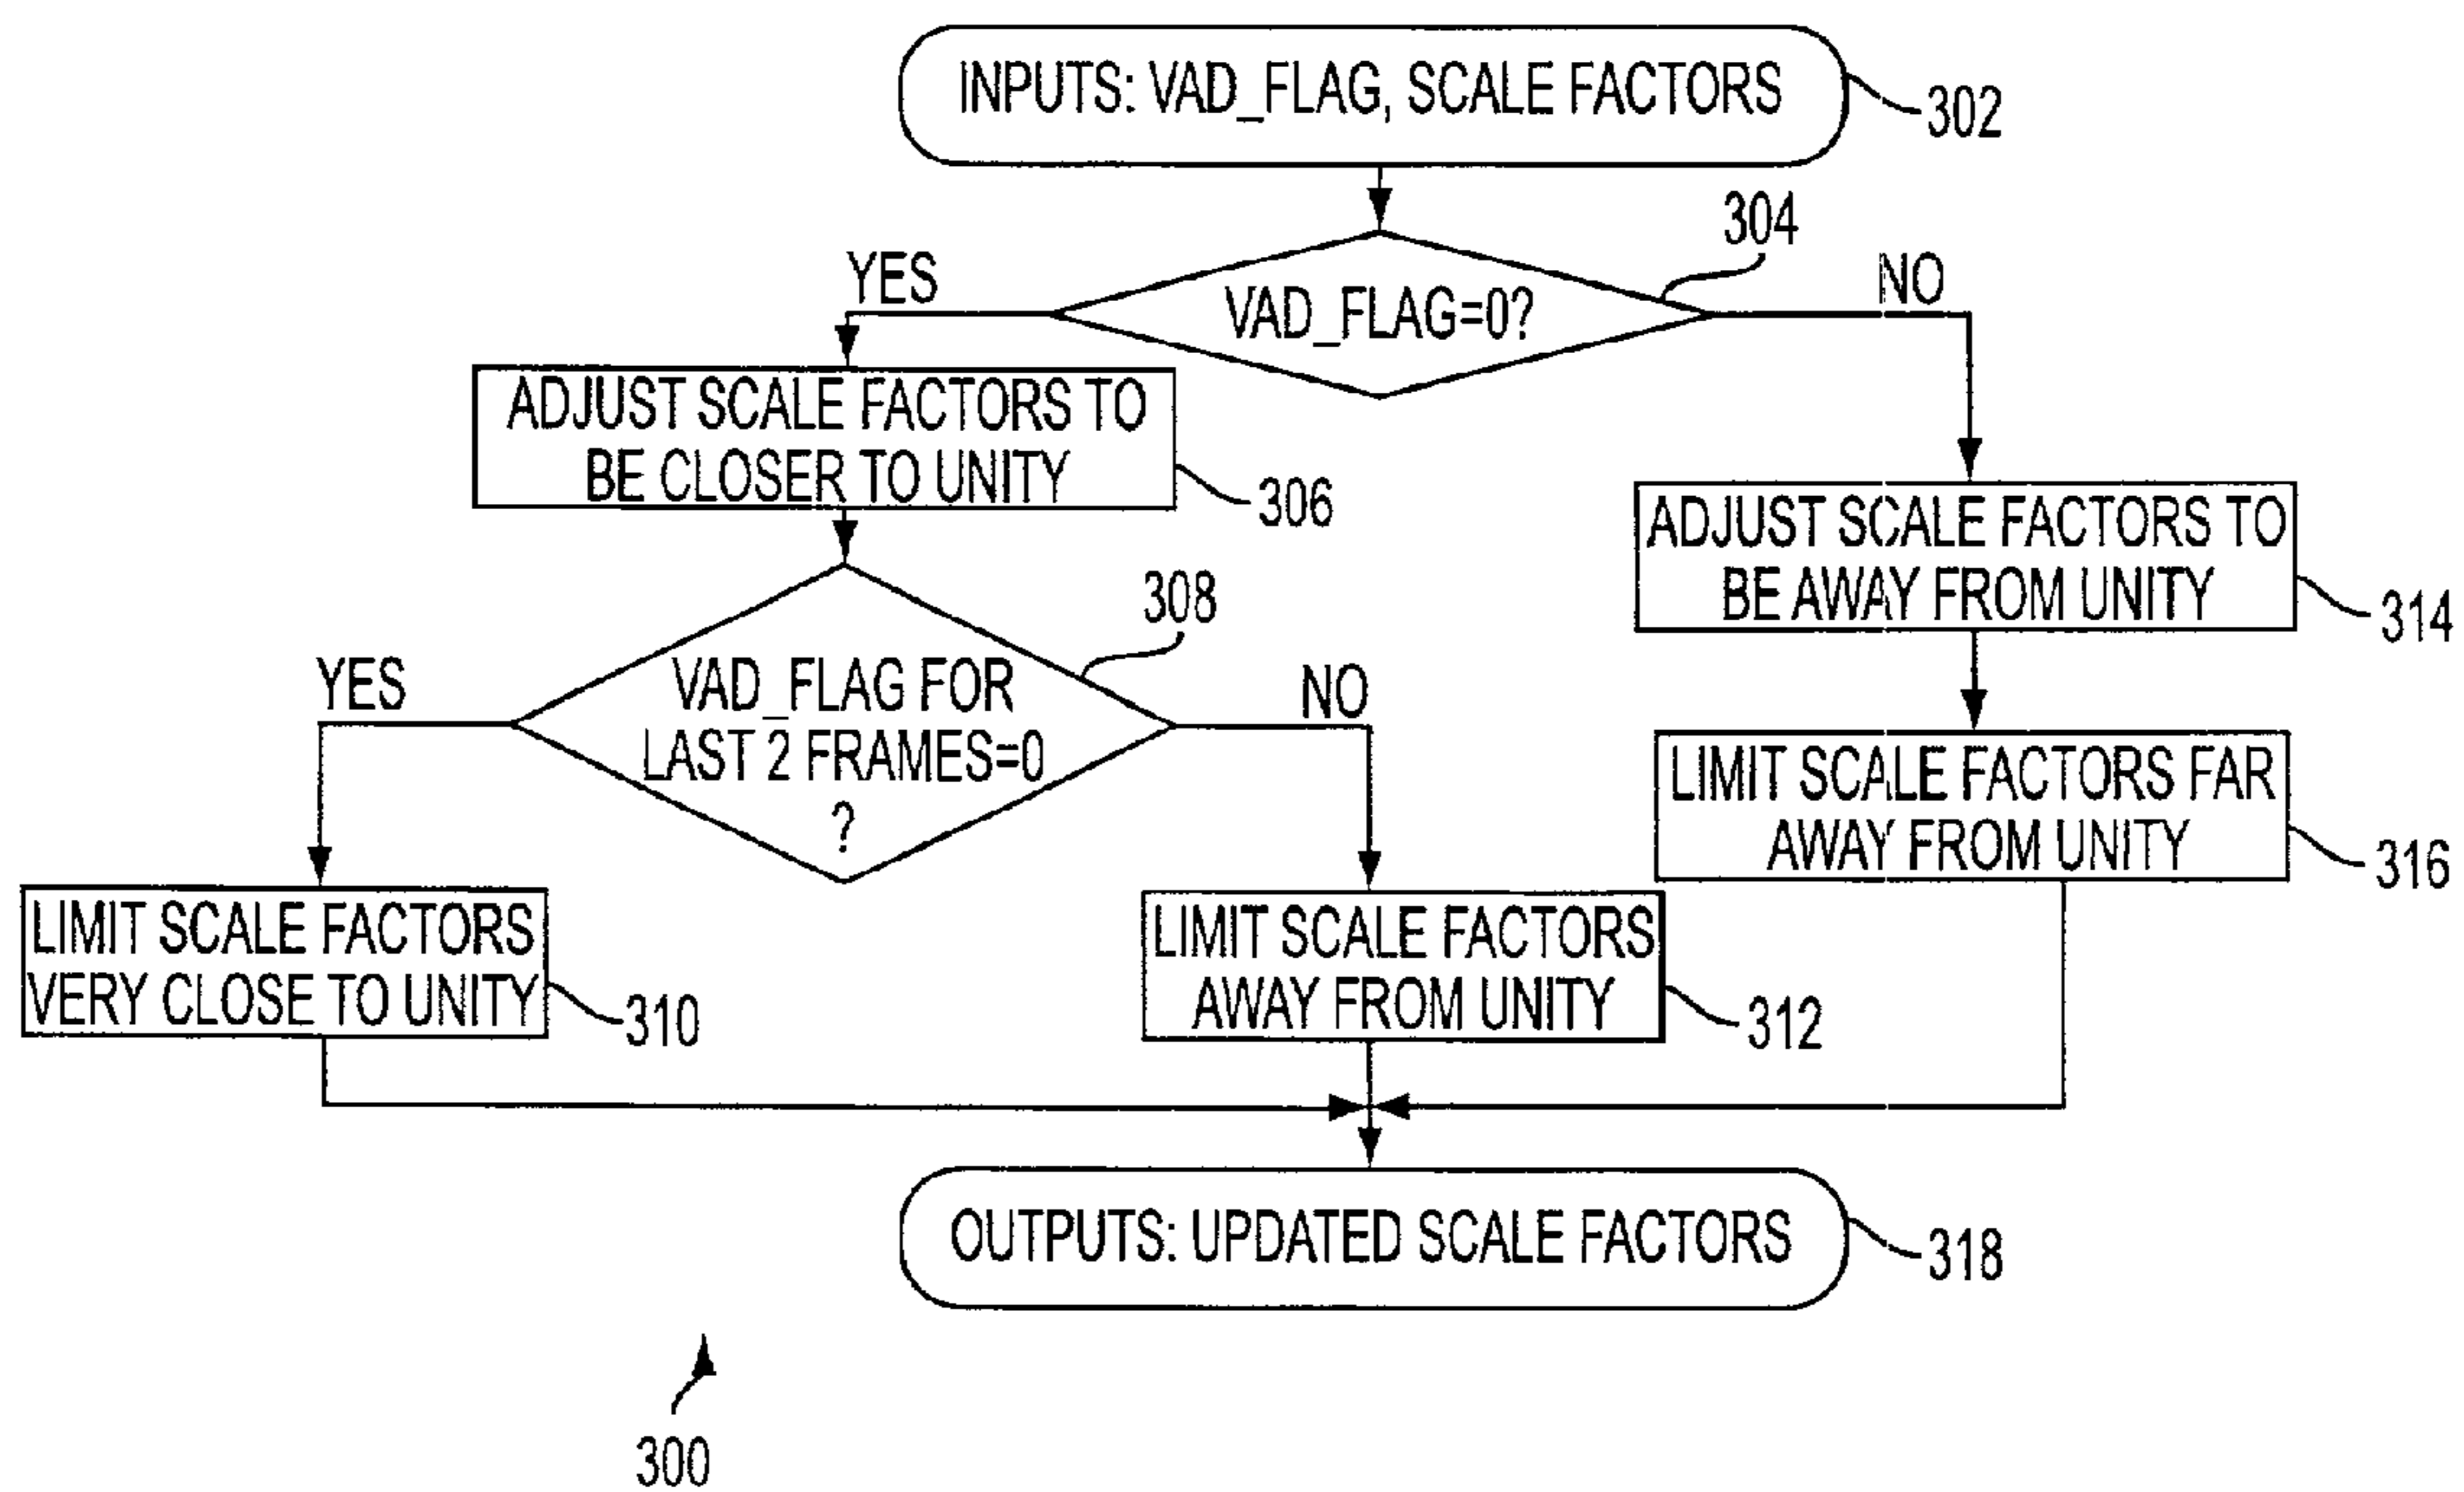 INPUTS: VAD_FLAG, SCALE FACTORS
302
304
YES
NO
VAD_FLAG=0?
ADJUST SCALE FACTORS TO
BE CLOSER TO UNITY
306
ADJUST SCALE FACTORS TO
BE AWAY FROM UNITY
314
308
YES
NO
VAD_FLAG FOR
LAST 2 FRAMES=0
?
LIMIT SCALE FACTORS FAR
AWAY FROM UNITY
316
LIMIT SCALE FACTORS
VERY CLOSE TO UNITY
310
LIMIT SCALE FACTORS
AWAY FROM UNITY
312
OUTPUTS: UPDATED SCALE FACTORS
318
300